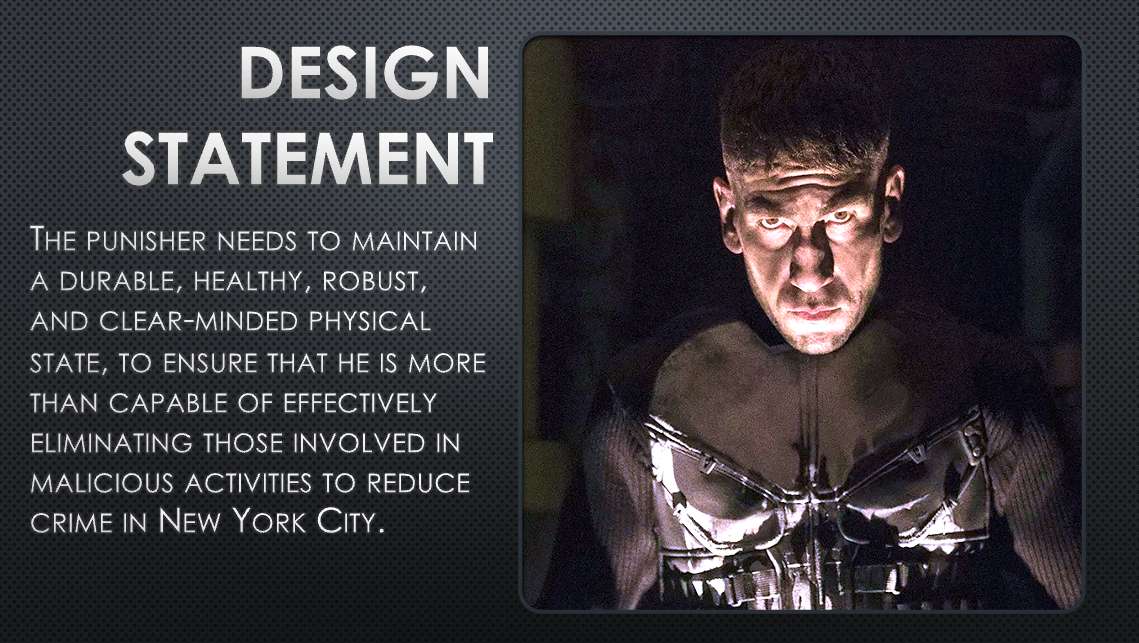 DESIGN
STATEMENT
THE PUNISHER NEEDS TO MAINTAIN
A DURABLE, HEALTHY, ROBUST,
AND CLEAR-MINDED PHYSICAL
STATE, TO ENSURE THAT HE IS MORE
THAN CAPABLE OF EFFECTIVELY
ELIMINATING THOSE INVOLVED IN
MALICIOUS ACTIVITIES TO REDUCE
CRIME IN NEW YORK CITY.